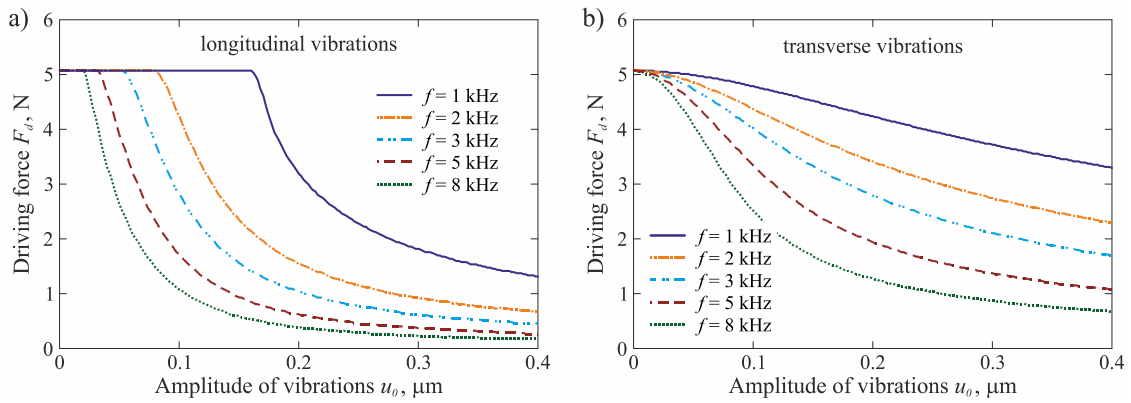 a)
longitudinal vibrations
f = 1 kHz
f = 2 kHz
f = 3 kHz
f = 5 kHz
f = 8 kHz
Driving force F_d, N
6
5
4
3
2
1
0
0
0.1
0.2
0.3
0.4
Amplitude of vibrations u_0, μm
b)
transverse vibrations
f = 1 kHz
f = 2 kHz
f = 3 kHz
f = 5 kHz
f = 8 kHz
Driving force F_d, N
6
5
4
3
2
1
0
0
0.1
0.2
0.3
0.4
Amplitude of vibrations u_0, μm